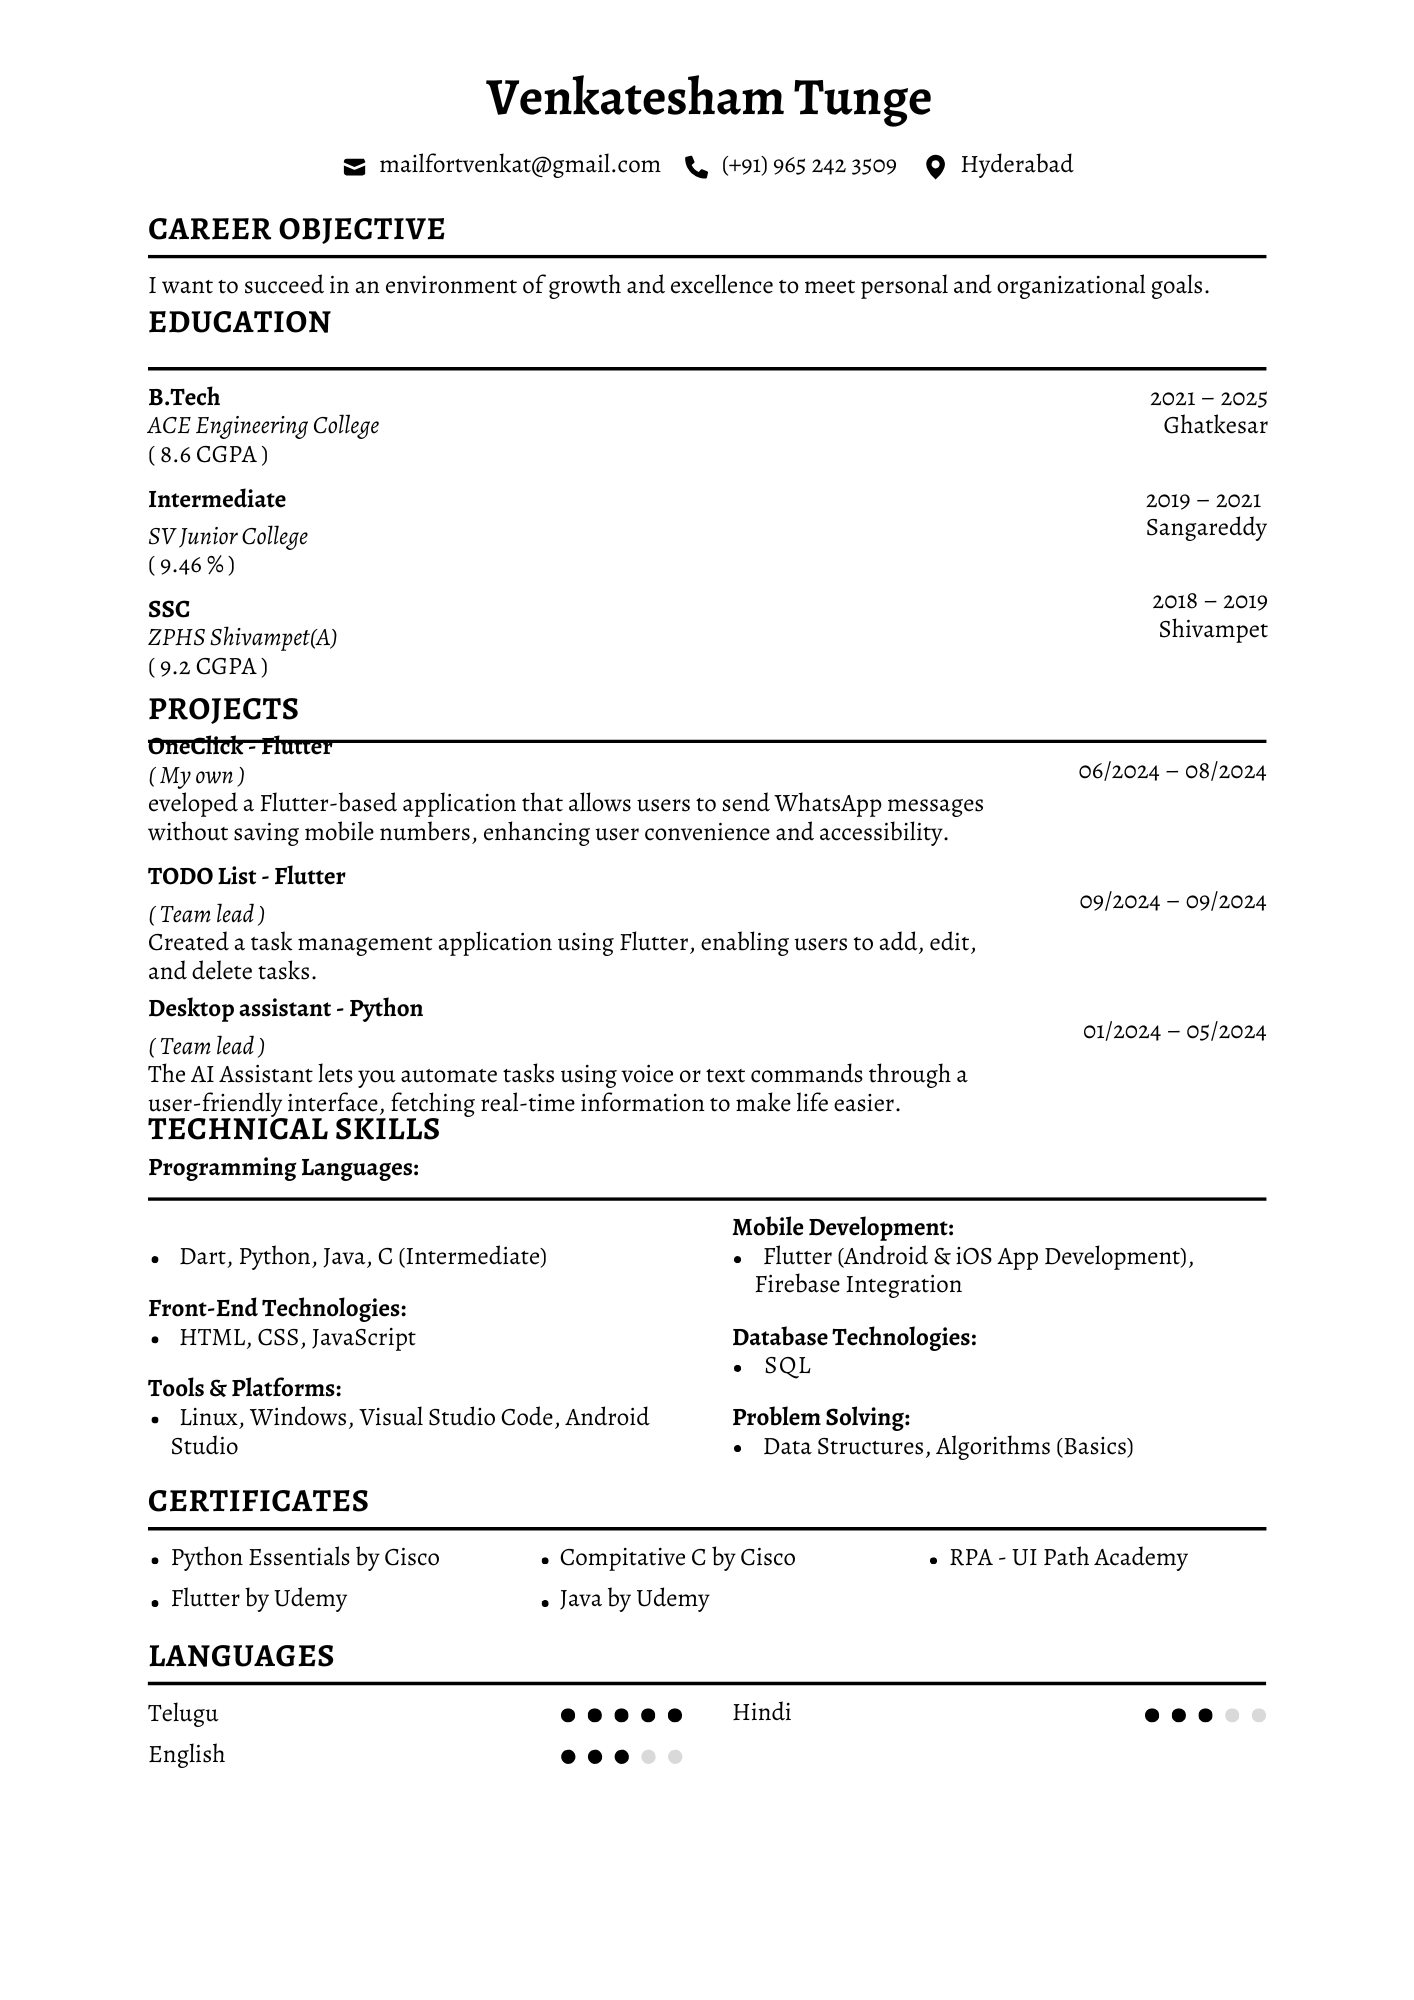 Venkatesham Tunge
mailfortvenkat@gmail.com (+91) 965 242 3509 Hyderabad
CAREER OBJECTIVE
I want to succeed in an environment of growth and excellence to meet personal and organizational goals.
EDUCATION
B.Tech 2021 – 2025
ACE Engineering College Ghatkesar
( 8.6 CGPA )
Intermediate 2019 – 2021
SV Junior College Sangareddy
( 9.46 % )
SSC 2018 – 2019
ZPHS Shivampet(A) Shivampet
( 9.2 CGPA )
PROJECTS
OneClick - Flutter
( My own ) 06/2024 – 08/2024
eveloped a Flutter-based application that allows users to send WhatsApp messages
without saving mobile numbers, enhancing user convenience and accessibility.
TODO List - Flutter
( Team lead ) 09/2024 – 09/2024
Created a task management application using Flutter, enabling users to add, edit,
and delete tasks.
Desktop assistant - Python
( Team lead ) 01/2024 – 05/2024
The AI Assistant lets you automate tasks using voice or text commands through a
user-friendly interface, fetching real-time information to make life easier.
TECHNICAL SKILLS
Programming Languages:
• Dart, Python, Java, C (Intermediate)
Front-End Technologies:
• HTML, CSS, JavaScript
Tools & Platforms:
• Linux, Windows, Visual Studio Code, Android
Studio
Mobile Development:
• Flutter (Android & iOS App Development),
Firebase Integration
Database Technologies:
• SQL
Problem Solving:
• Data Structures, Algorithms (Basics)
CERTIFICATES
• Python Essentials by Cisco • Compitative C by Cisco • RPA - UI Path Academy
• Flutter by Udemy • Java by Udemy
LANGUAGES
Telugu Hindi
English